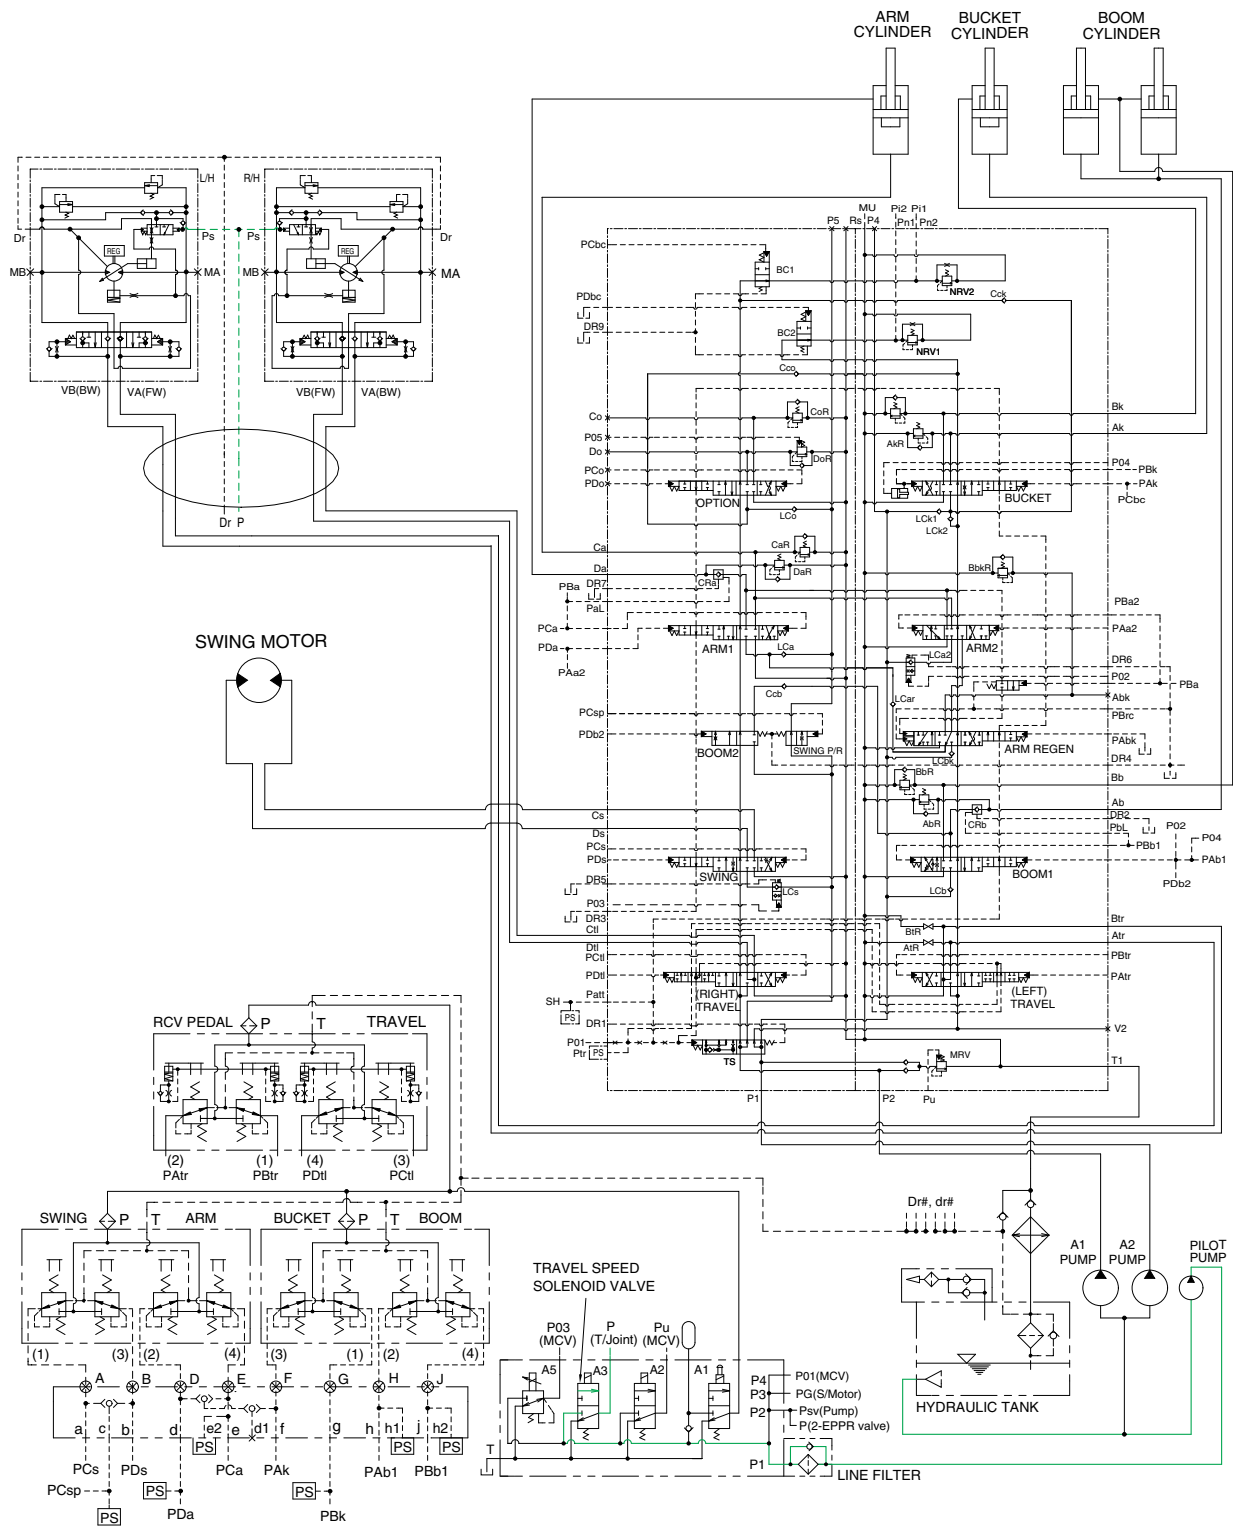 ARM CYLINDER
BUCKET CYLINDER
BOOM CYLINDER
L/H
R/H
Dr
Ps
Ps
Dr
REG
REG
MB
MA
MB
MA
VB(BW)
VA(FW)
VB(FW)
VA(BW)
Dr P
MU
P5
Rs
P4
Pi2
Pi1
Pn1
Pn2
PCbc
BC1
NRV2
Cck
PDbc
DR9
BC2
NRV1
Cco
Co
CoR
Bk
P05
AkR
Ak
Do
DoR
P04
PCo
PBk
PDo
PAk
OPTION
BUCKET
PCbc
LCo
LCk1
LCk2
Ca
CaR
Da
DaR
BbkR
PBa
DR7
CRa
PaL
PBa2
PCa
PAa2
PDa
ARM1
LCa
ARM2
PAa2
LCa2
DR6
P02
PBa
Ccb
LCar
Abk
PCsp
PBrc
PDb2
PAbk
BOOM2
SWING P/R
ARM REGEN
LCbk
DR4
BbR
Bb
SWING MOTOR
Cs
AbR
CRb
Ab
DR2
Ds
PbL
P02
P04
PCs
PBb1
PDs
PAb1
SWING
BOOM1
PDb2
DR5
LCs
LCb
P03
DR3
Btr
Ctl
BtR
Atr
Dtl
AtR
PCtl
PBtr
PDtl
PAtr
(RIGHT) TRAVEL
(LEFT) TRAVEL
Patt
SH
PS
DR1
V2
P01
Ptr
PS
TS
MRV
T1
P1
P2
Pu
RCV PEDAL
P
T
TRAVEL
(2)
(1)
(4)
(3)
PAtr
PBtr
PDtl
PCtl
SWING
P
T
ARM
BUCKET
P
T
BOOM
(1)
(3)
(2)
(4)
(3)
(1)
(2)
(4)
A
B
D
E
F
G
H
J
a
c
b
d
e2
e
d1
f
g
h
h1
j
h2
PS
PS
PS
PCs
PDs
PCa
PAk
PAb1
PBb1
PCsp
PS
PS
PS
PDa
PBk
TRAVEL SPEED
SOLENOID VALVE
P03
(MCV)
P
(T/Joint)
Pu
(MCV)
A5
A3
A2
A1
P4
P01(MCV)
P3
PG(S/Motor)
P2
Psv(Pump)
P(2-EPPR valve)
T
P1
LINE FILTER
Dr#, dr#
A1
PUMP
A2
PUMP
PILOT
PUMP
HYDRAULIC TANK